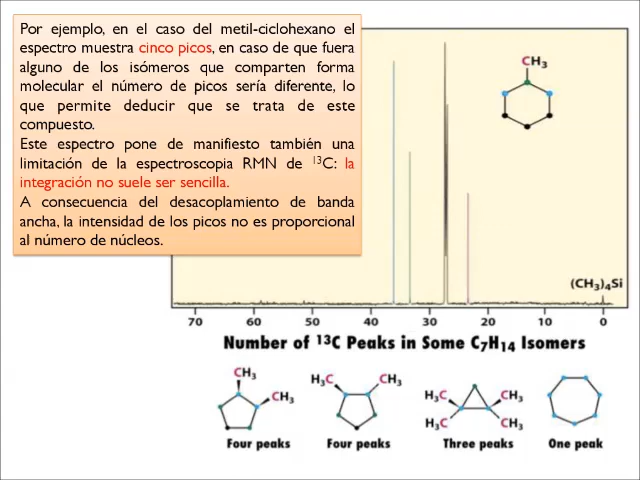 Por ejemplo, en el caso del metil-ciclohexano el
espectro muestra cinco picos, en caso de que fuera
alguno de los isómeros que comparten forma
molecular el número de picos sería diferente, lo
que permite deducir que se trata de este
compuesto.
Este espectro pone de manifiesto también una
limitación de la espectroscopia RMN de ¹³C: la
integración no suele ser sencilla.
A consecuencia del desacoplamiento de banda
ancha, la intensidad de los picos no es proporcional
al número de núcleos.
CH₃
(CH₃)₄Si
70 60 50 40 30 20 10 0
Number of ¹³C Peaks in Some C₇H₁₄ Isomers
CH₃
CH₃
Four peaks
H₃C CH₃
Four peaks
H₃C CH₃
H₃C CH₃
Three peaks
One peak